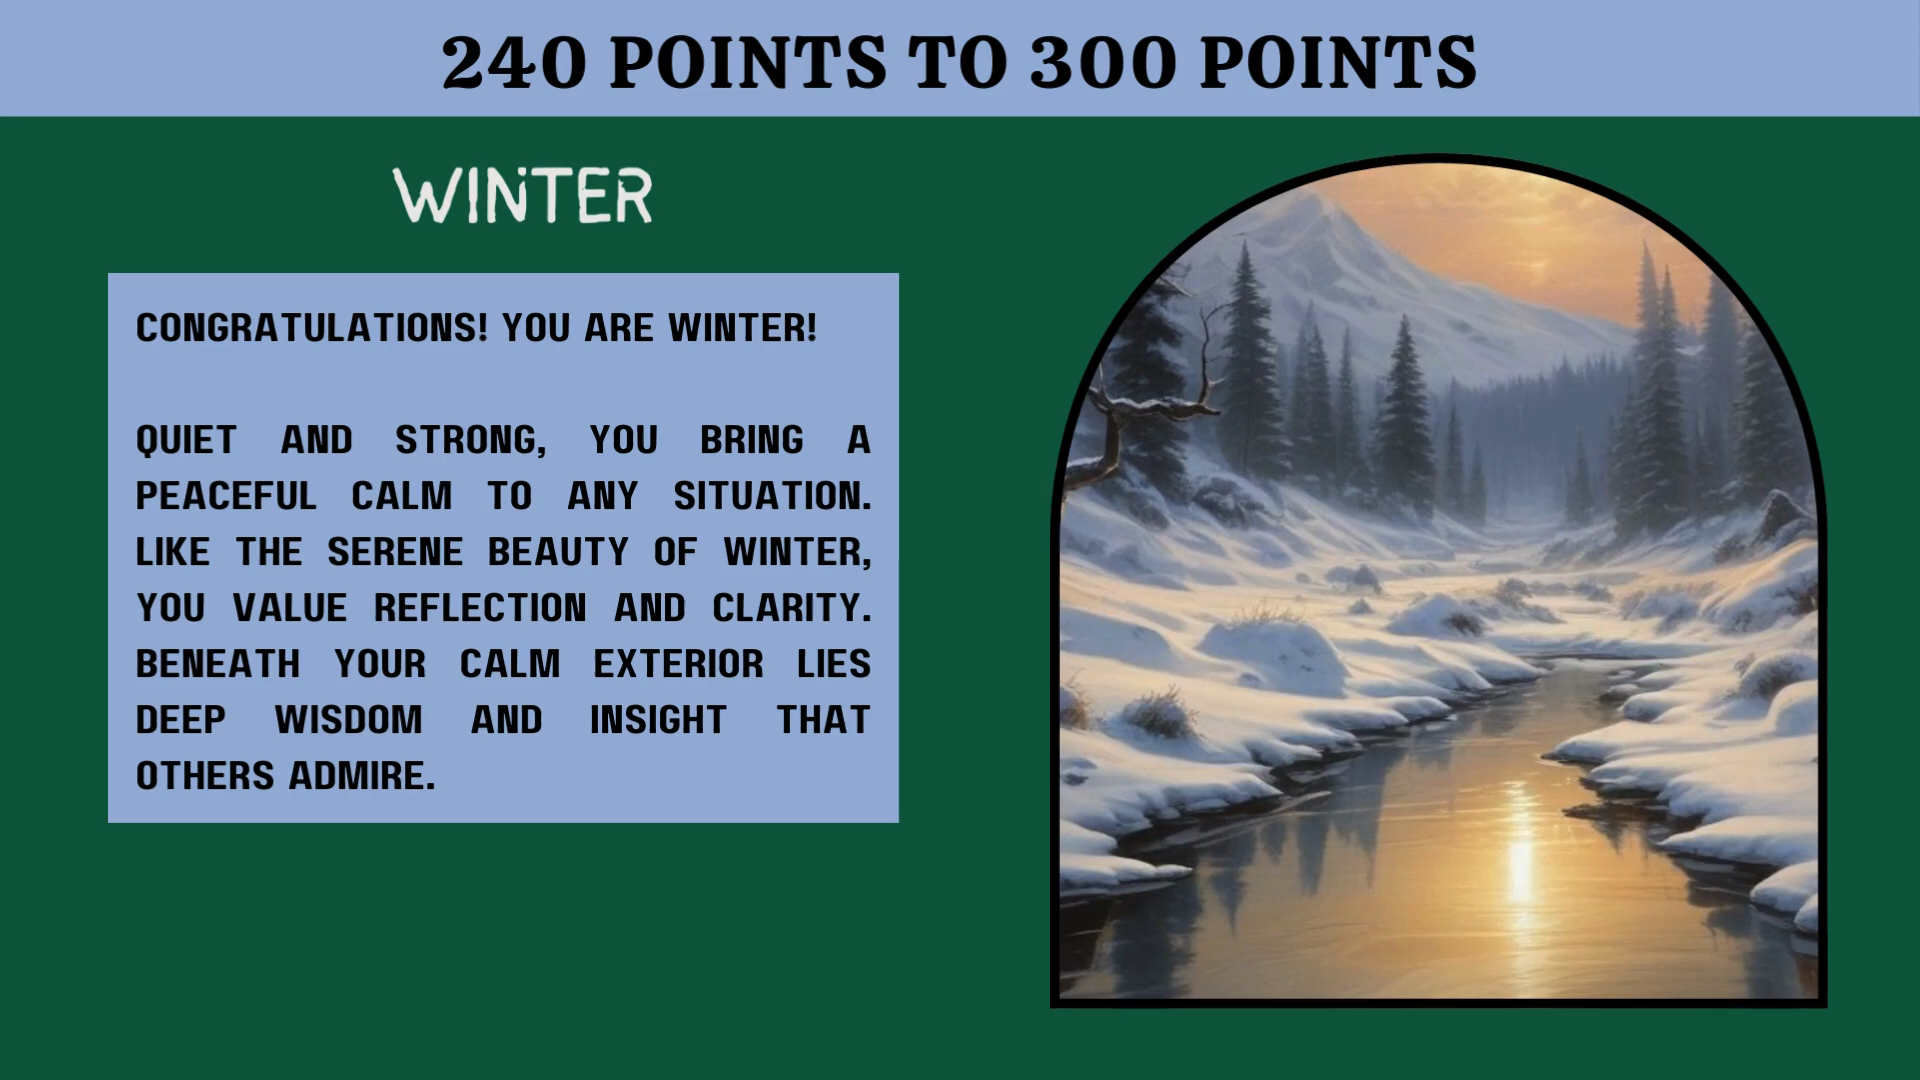 240 POINTS TO 300 POINTS
WINTER
CONGRATULATIONS! YOU ARE WINTER!
QUIET AND STRONG, YOU BRING A
PEACEFUL CALM TO ANY SITUATION.
LIKE THE SERENE BEAUTY OF WINTER,
YOU VALUE REFLECTION AND CLARITY.
BENEATH YOUR CALM EXTERIOR LIES
DEEP WISDOM AND INSIGHT THAT
OTHERS ADMIRE.